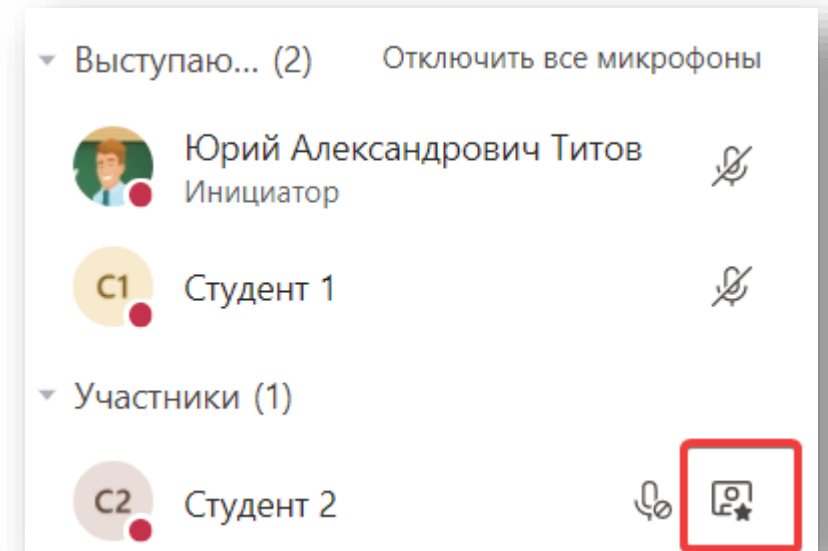 Выступаю... (2) Отключить все микрофоны
Юрий Александрович Титов
Инициатор
С1 Студент 1
Участники (1)
С2 Студент 2